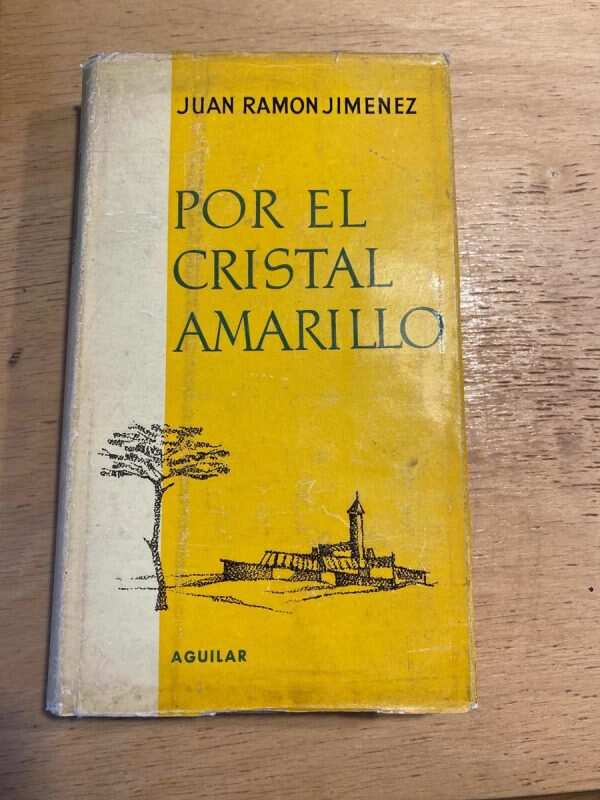 JUAN RAMON JIMENEZ
POR EL
CRISTAL
AMARILLO
AGUILAR